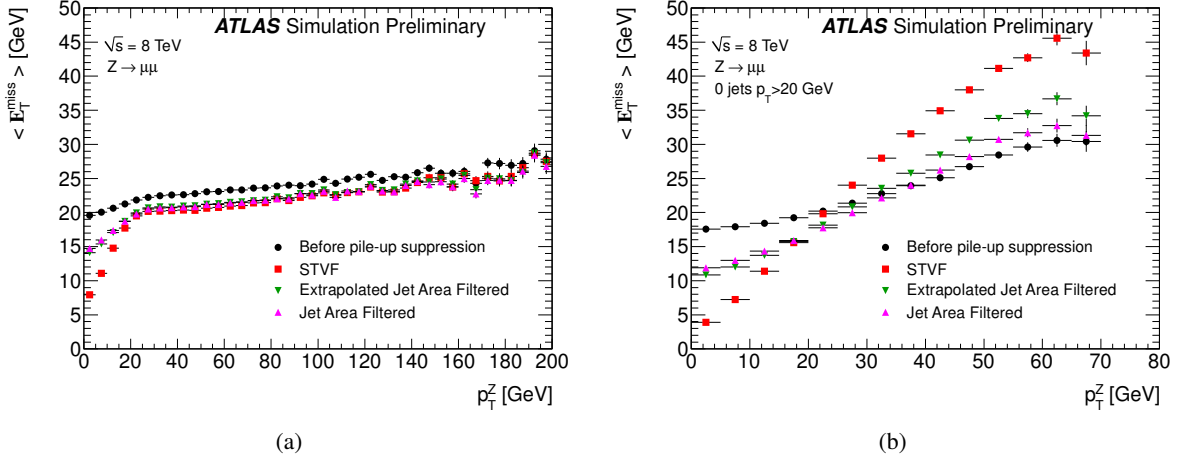 ATLAS Simulation Preliminary
√s = 8 TeV
Z → μμ
< E_T^miss > [GeV]
50
45
40
35
30
25
20
15
10
5
0
Before pile-up suppression
STVF
Extrapolated Jet Area Filtered
Jet Area Filtered
0 20 40 60 80 100 120 140 160 180 200
p_T^Z [GeV]
(a)
ATLAS Simulation Preliminary
√s = 8 TeV
Z → μμ
0 jets p_T>20 GeV
< E_T^miss > [GeV]
50
45
40
35
30
25
20
15
10
5
0
Before pile-up suppression
STVF
Extrapolated Jet Area Filtered
Jet Area Filtered
0 10 20 30 40 50 60 70 80
p_T^Z [GeV]
(b)